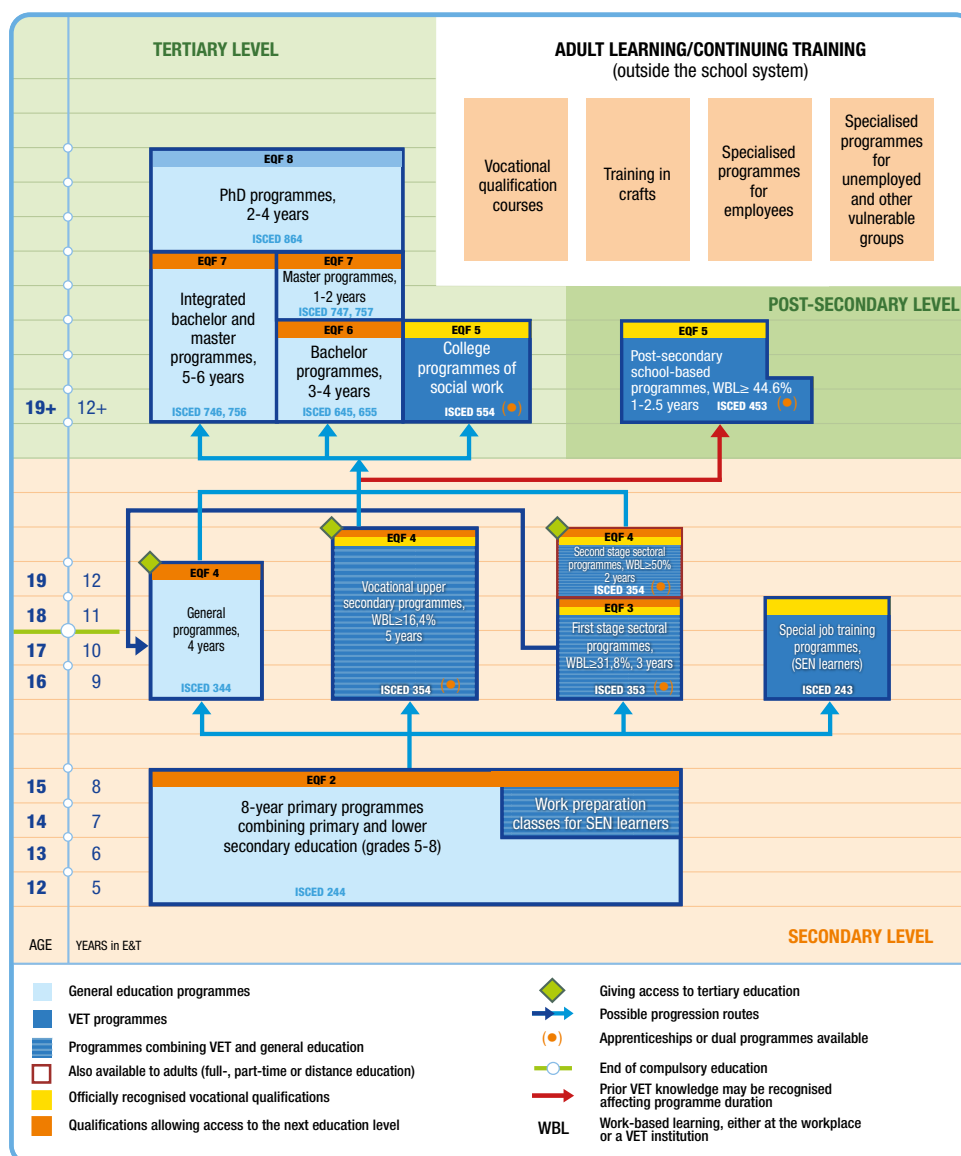 TERTIARY LEVEL
ADULT LEARNING/CONTINUING TRAINING
(outside the school system)
Vocational
qualification
courses
Training in
crafts
Specialised
programmes
for
employees
Specialised
programmes
for
unemployed
and other
vulnerable
groups
EQF 8
PhD programmes,
2-4 years
ISCED 864
EQF 7
Integrated
bachelor and
master
programmes,
5-6 years
ISCED 746, 756
EQF 7
Master programmes,
1-2 years
ISCED 747, 757
EQF 6
Bachelor
programmes,
3-4 years
ISCED 645, 655
EQF 5
College
programmes of
social work
ISCED 554
POST-SECONDARY LEVEL
EQF 5
Post-secondary
school-based
programmes, WBL≥ 44.6%
1-2.5 years ISCED 453
19+ 12+
EQF 4
General
programmes,
4 years
ISCED 344
EQF 4
Vocational upper
secondary programmes,
WBL≥16,4%
5 years
ISCED 354
EQF 4
Second stage sectoral
programmes, WBL≥50%
2 years
ISCED 354
EQF 3
First stage sectoral
programmes,
WBL≥31,8%, 3 years
ISCED 353
Special job training
programmes,
(SEN learners)
ISCED 243
19 12
18 11
17 10
16 9
EQF 2
8-year primary programmes
combining primary and lower
secondary education (grades 5-8)
ISCED 244
Work preparation
classes for SEN learners
15 8
14 7
13 6
12 5
AGE YEARS in E&T
SECONDARY LEVEL
General education programmes
VET programmes
Programmes combining VET and general education
Also available to adults (full-, part-time or distance education)
Officially recognised vocational qualifications
Qualifications allowing access to the next education level
Giving access to tertiary education
Possible progression routes
Apprenticeships or dual programmes available
End of compulsory education
Prior VET knowledge may be recognised
affecting programme duration
WBL Work-based learning, either at the workplace
or a VET institution